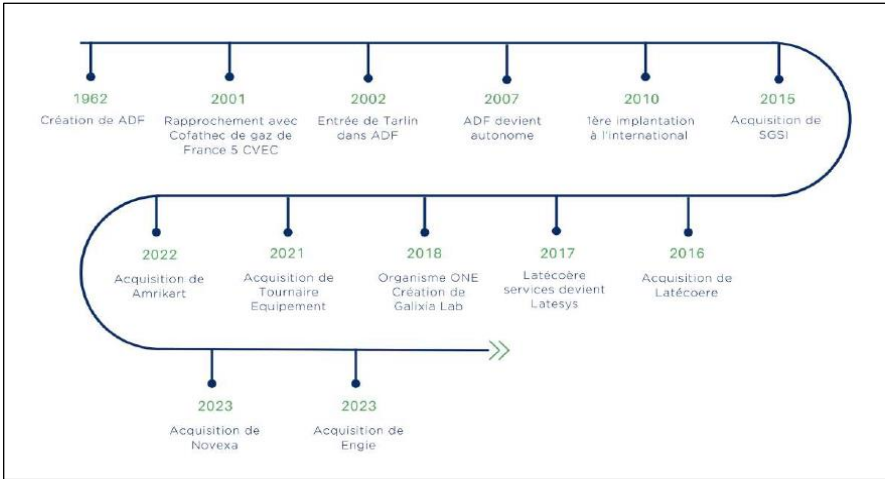 1962
Création de ADF
2001
Rapprochement avec
Cofathec de gaz de
France 5 CVEC
2002
Entrée de Tarlin
dans ADF
2007
ADF devient
autonome
2010
1ère implantation
à l'international
2015
Acquisition de
SGSI
2022
Acquisition de
Amrikart
2021
Acquisition de
Tournaire
Equipement
2018
Organisme ONE
Création de
Galixia Lab
2017
Latécoère
services devient
Latesys
2016
Acquisition de
Latécoere
2023
Acquisition de
Novexa
2023
Acquisition de
Engie